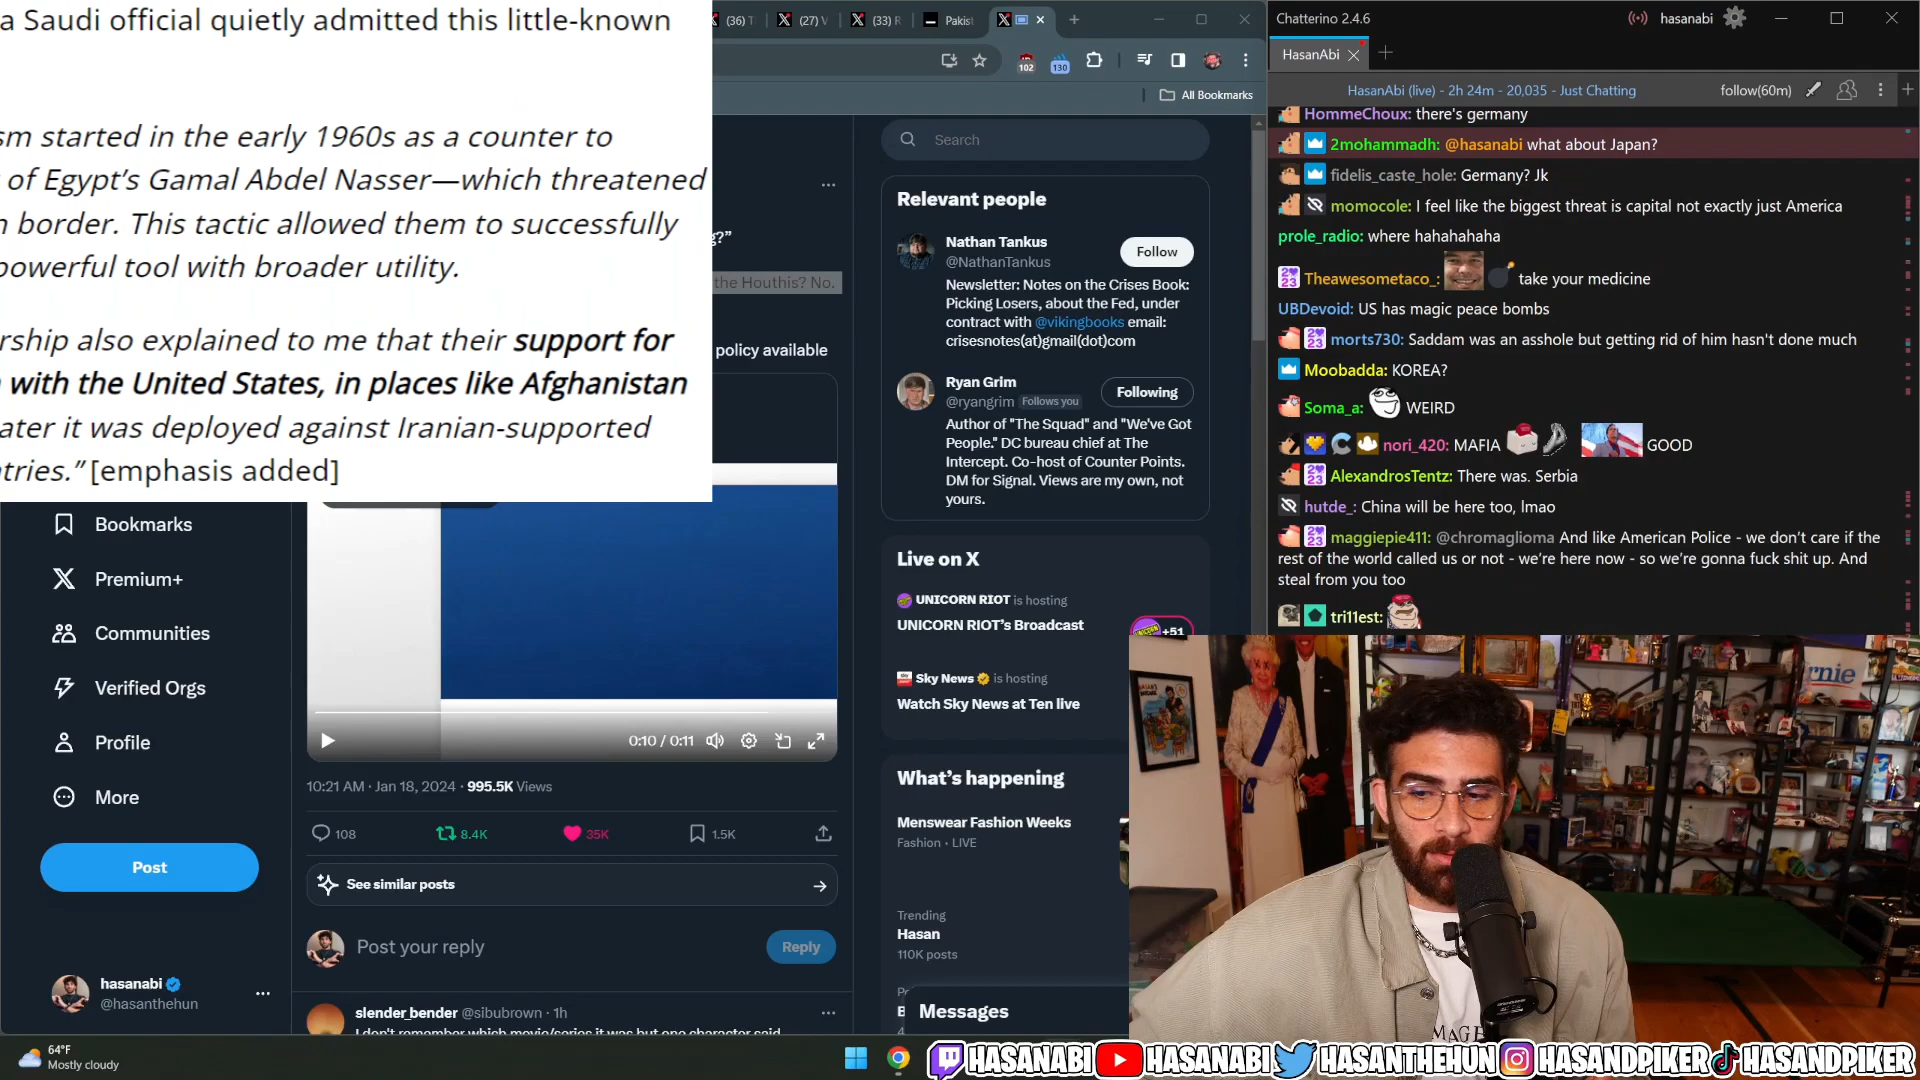 a Saudi official quietly admitted this little-known
sm started in the early 1960s as a counter to
of Egypt's Gamal Abdel Nasser—which threatened
n border. This tactic allowed them to successfully
powerful tool with broader utility.
rship also explained to me that their support for
with the United States, in places like Afghanistan
ater it was deployed against Iranian-supported
tries." [emphasis added]
(36) T
(27) V
(33) R
Pakist
102
130
All Bookmarks
g?”
the Houthis? No.
policy available
Bookmarks
Premium+
Communities
Verified Orgs
Profile
More
Post
hasanabi
@hasanthehun
0:10 / 0:11
10:21 AM · Jan 18, 2024 · 995.5K Views
108
8.4K
35K
1.5K
See similar posts
Post your reply
Reply
slender_bender @sibubrown · 1h
I don't remember which movie/series it was but one character said
Search
Relevant people
Nathan Tankus
@NathanTankus
Follow
Newsletter: Notes on the Crises Book:
Picking Losers, about the Fed, under
contract with @vikingbooks email:
crisesnotes(at)gmail(dot)com
Ryan Grim
@ryangrim Follows you
Following
Author of "The Squad" and "We've Got
People." DC bureau chief at The
Intercept. Co-host of Counter Points.
DM for Signal. Views are my own, not
yours.
Live on X
UNICORN RIOT is hosting
UNICORN RIOT's Broadcast
+51
Sky News is hosting
Watch Sky News at Ten live
What's happening
Menswear Fashion Weeks
Fashion · LIVE
Trending
Hasan
110K posts
Messages
Chatterino 2.4.6
hasanabi
HasanAbi
HasanAbi (live) - 2h 24m - 20,035 - Just Chatting
follow(60m)
HommeChoux: there's germany
2mohammadh: @hasanabi what about Japan?
fidelis_caste_hole: Germany? Jk
momocole: I feel like the biggest threat is capital not exactly just America
prole_radio: where hahahahaha
Theawesometaco_: take your medicine
UBDevoid: US has magic peace bombs
morts730: Saddam was an asshole but getting rid of him hasn't done much
Moobadda: KOREA?
Soma_a: WEIRD
nori_420: MAFIA GOOD
AlexandrosTentz: There was. Serbia
hutde_: China will be here too, lmao
maggiepie411: @chromaglioma And like American Police - we don't care if the
rest of the world called us or not - we're here now - so we're gonna fuck shit up. And
steal from you too
tri11est:
rnie
64°F
Mostly cloudy
HASANABI
HASANABI
HASANTHEHUN
HASANDPIKER
HASANDPIKER